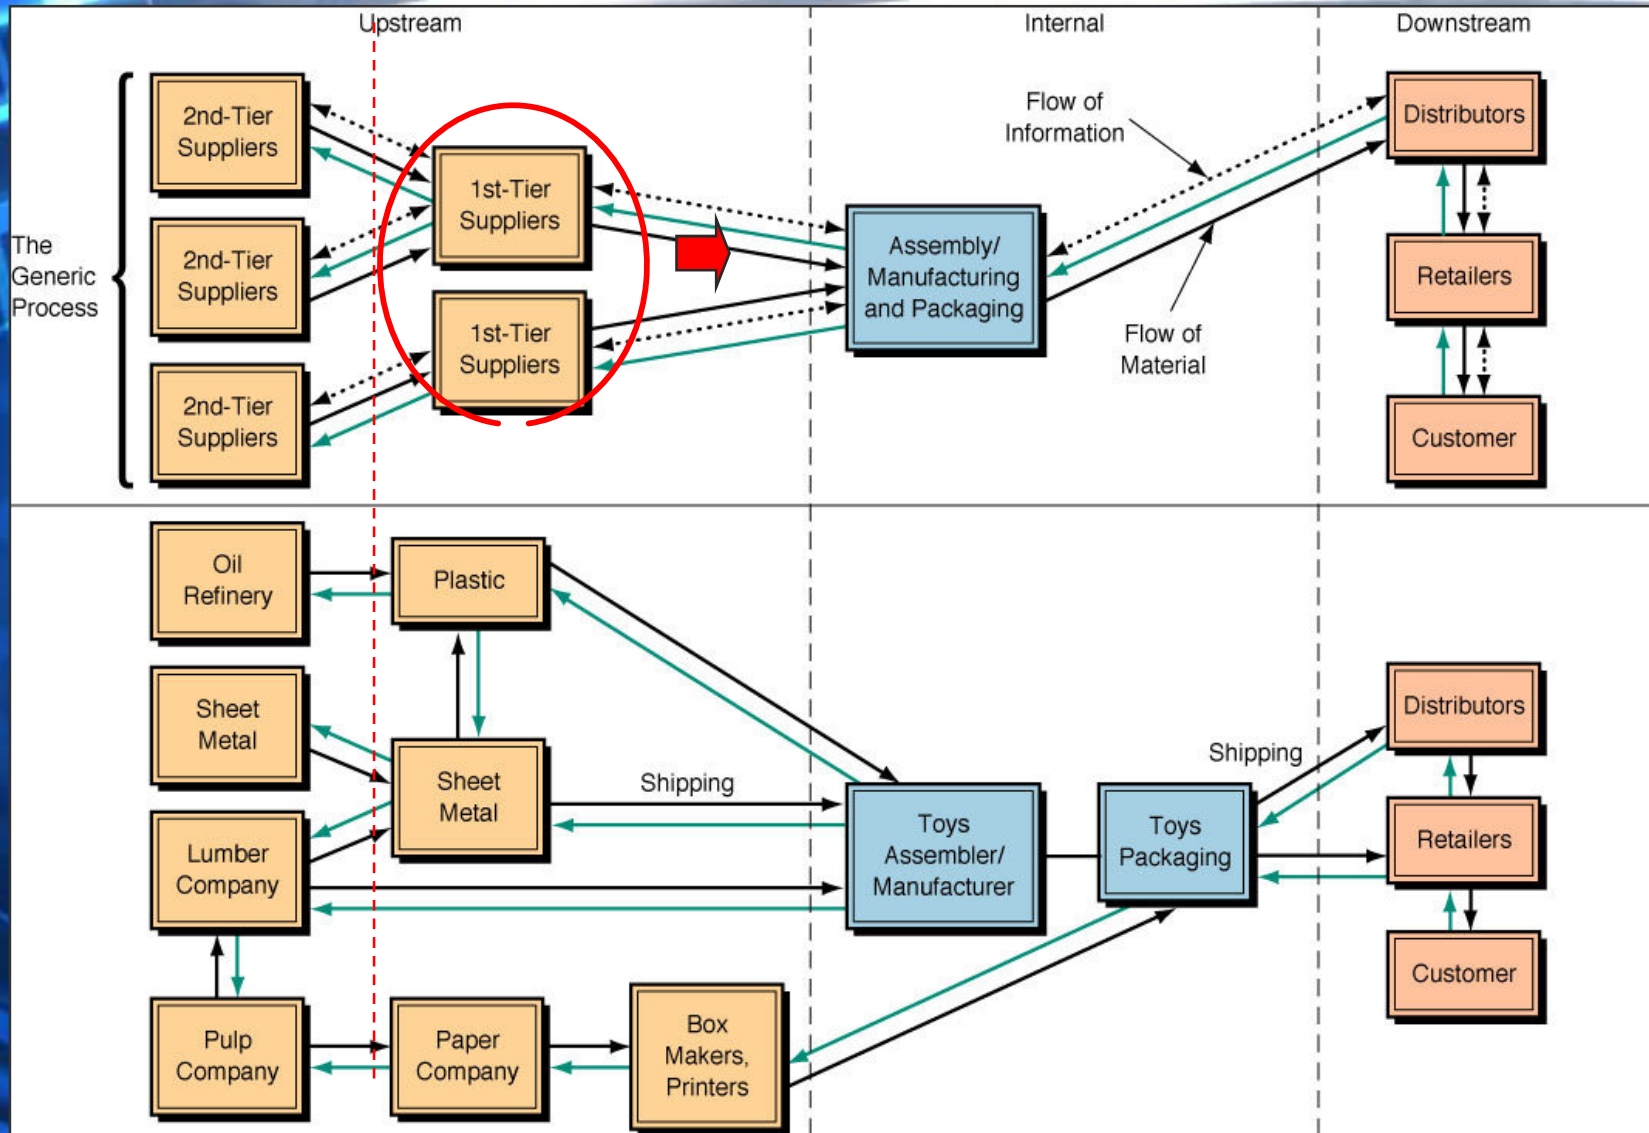 Upstream
Internal
Downstream
The
Generic
Process
2nd-Tier
Suppliers
2nd-Tier
Suppliers
2nd-Tier
Suppliers
1st-Tier
Suppliers
1st-Tier
Suppliers
Assembly/
Manufacturing
and Packaging
Flow of
Information
Flow of
Material
Distributors
Retailers
Customer
Oil
Refinery
Sheet
Metal
Lumber
Company
Pulp
Company
Plastic
Sheet
Metal
Paper
Company
Box
Makers,
Printers
Shipping
Toys
Assembler/
Manufacturer
Toys
Packaging
Shipping
Distributors
Retailers
Customer